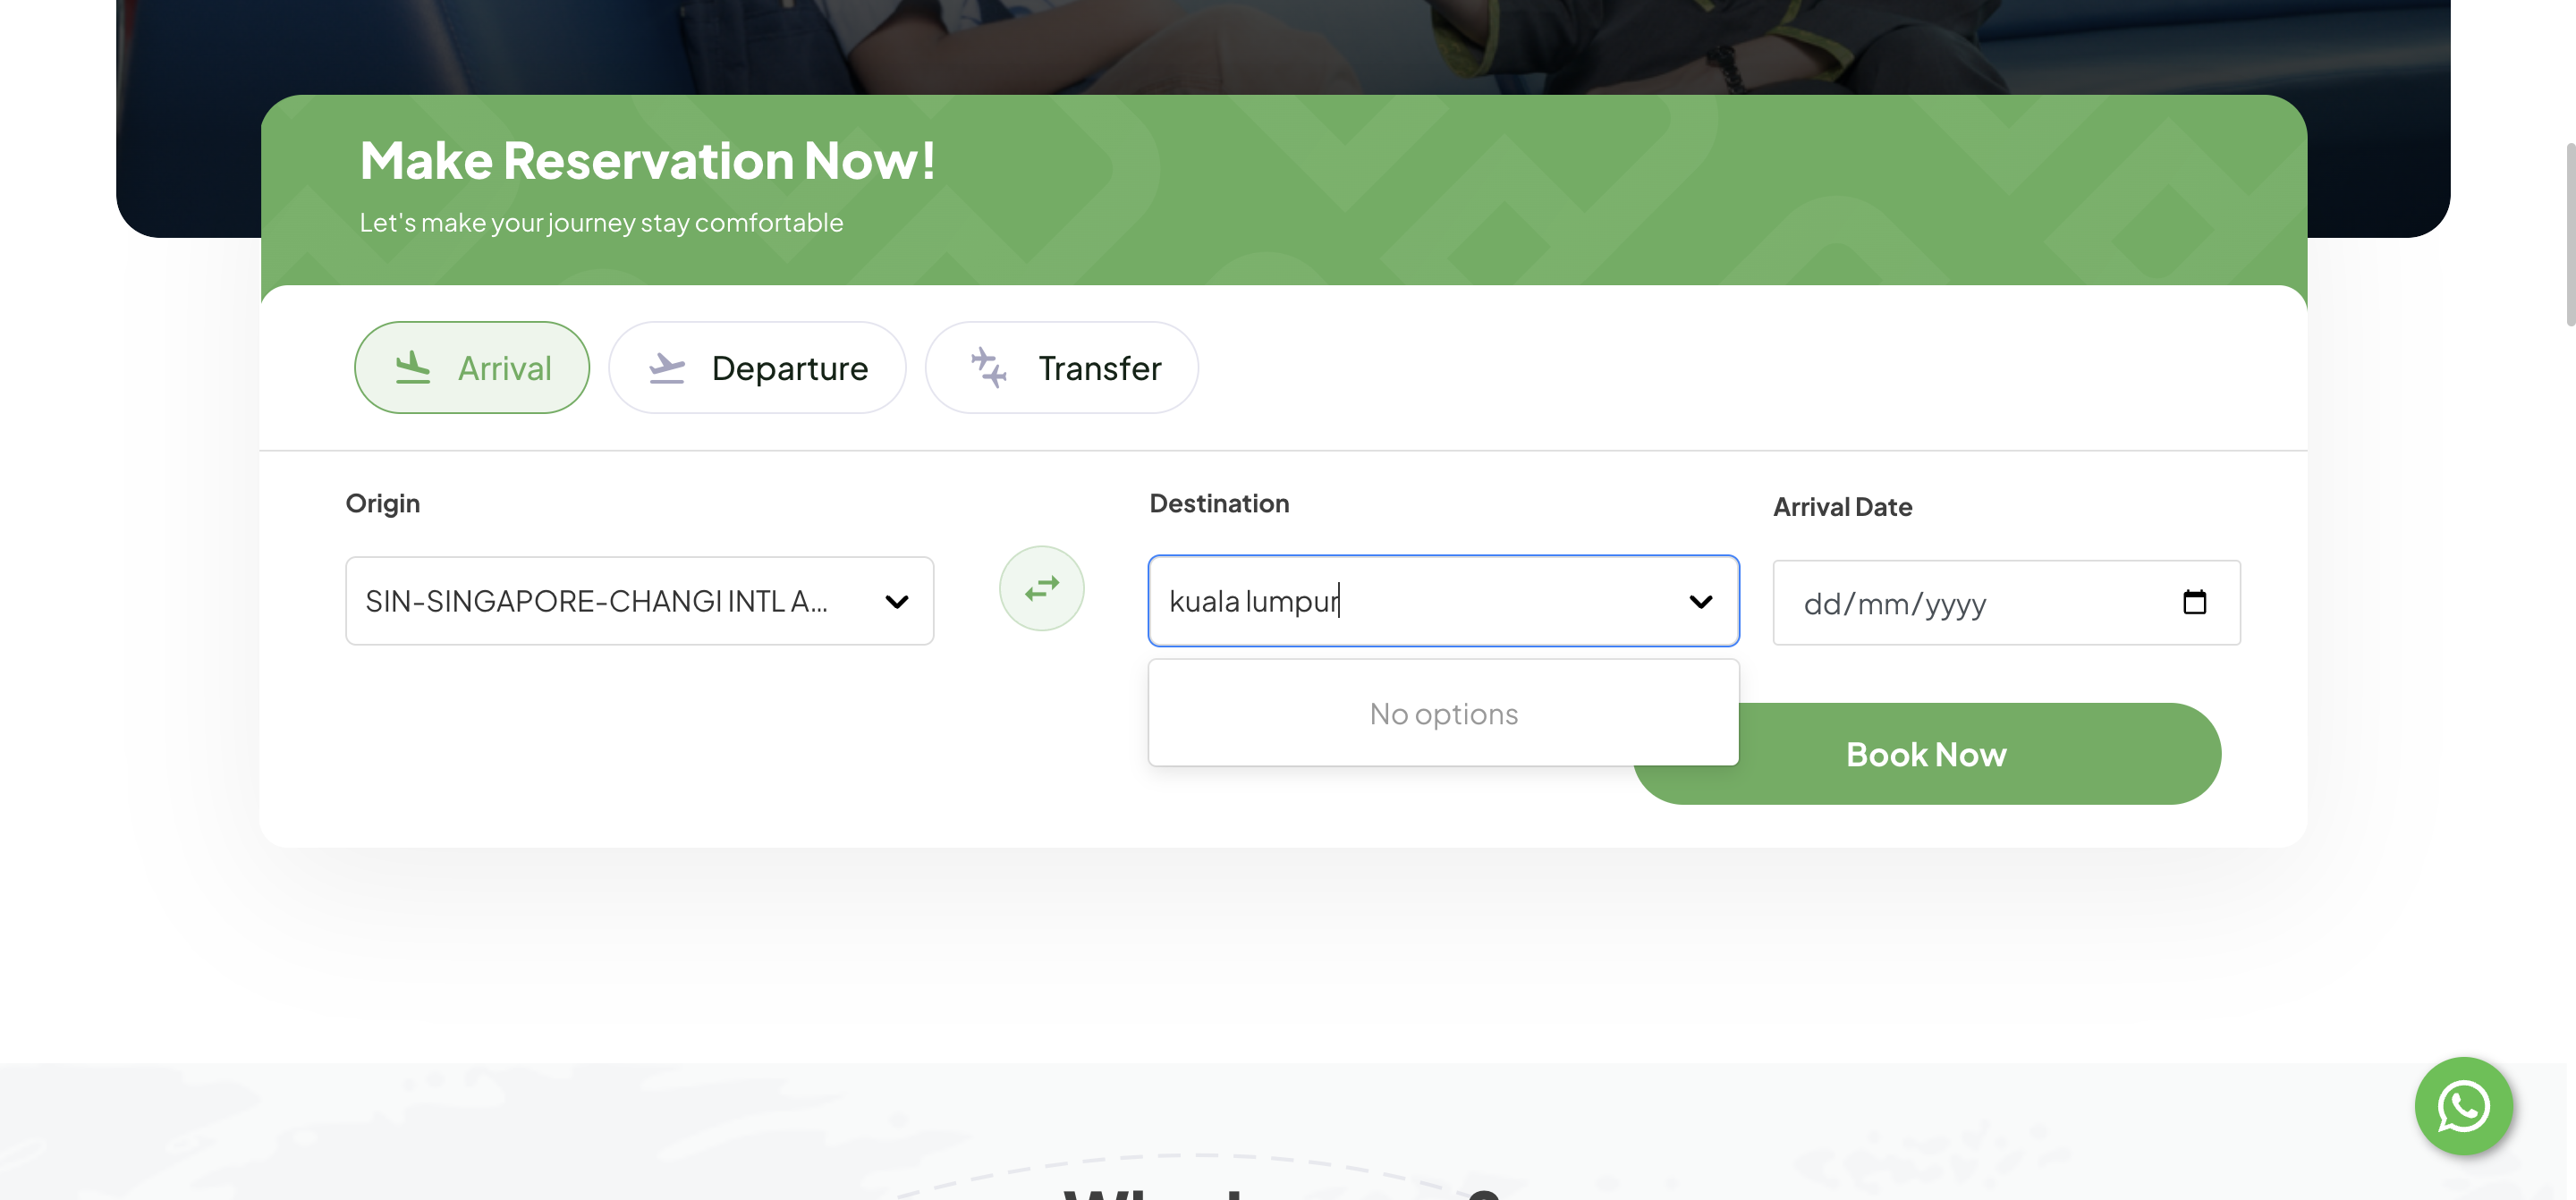 Make Reservation Now!
Let's make your journey stay comfortable
Arrival
Departure
Transfer
Origin
Destination
Arrival Date
SIN-SINGAPORE-CHANGI INTL A...
kuala lumpur
dd/mm/yyyy
No options
Book Now